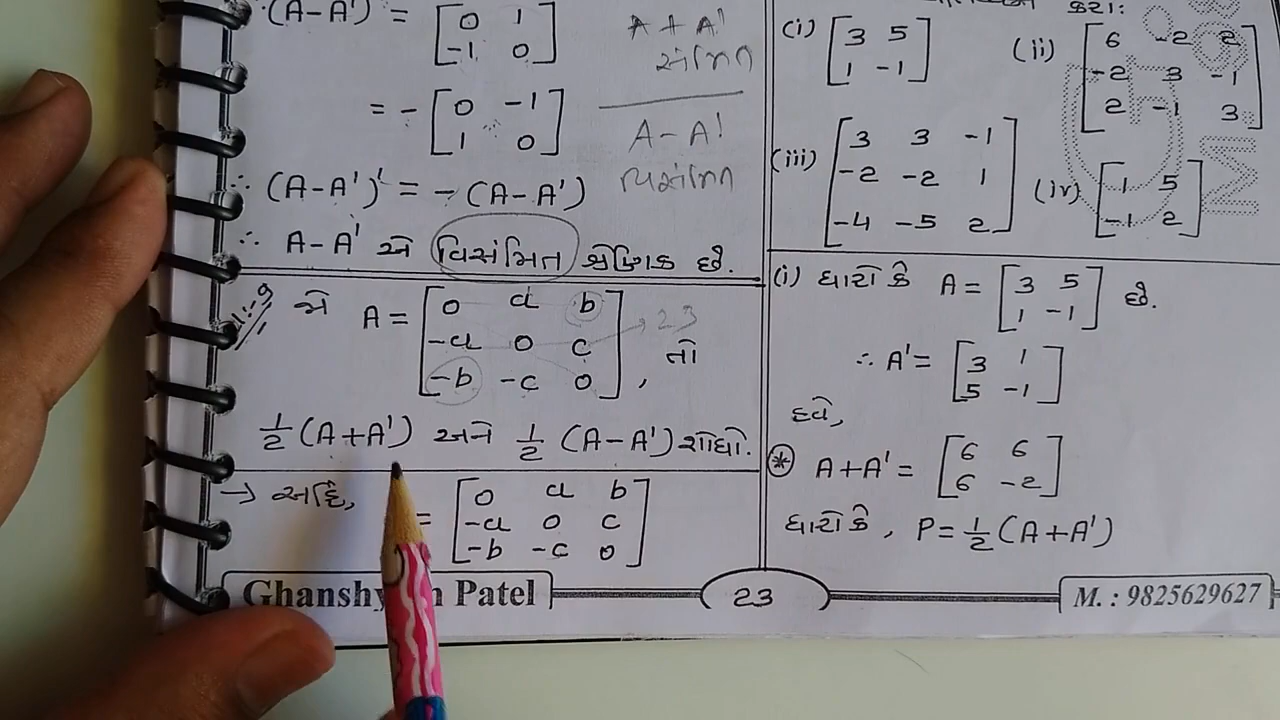 (A-A') = [0 1
-1 0]
= - [0 -1
1 0]
∴ (A-A')' = - (A-A')
∴ A-A' એ વિસંમિત શ્રેણિક છે.
A + A'
સંમિત
A - A'
વિસંમિત
જો A = [0 a b
-a 0 c
-b -c 0], તો
→ 23
½ (A+A') અને ½ (A-A') શોધો.
→ અહિં, = [0 a b
-a 0 c
-b -c 0]
કરો:
(i) [3 5
1 -1]
(ii) [6 -2 2
-2 3 -1
2 -1 3]
(iii) [3 3 -1
-2 -2 1
-4 -5 2]
(iv) [1 5
-1 2]
(i) ધારો કે A = [3 5
1 -1] છે.
∴ A' = [3 1
5 -1]
હવે,
* A+A' = [6 6
6 -2]
ધારોકે, P = ½ (A+A')
Ghanshy m Patel
23
M. : 9825629627